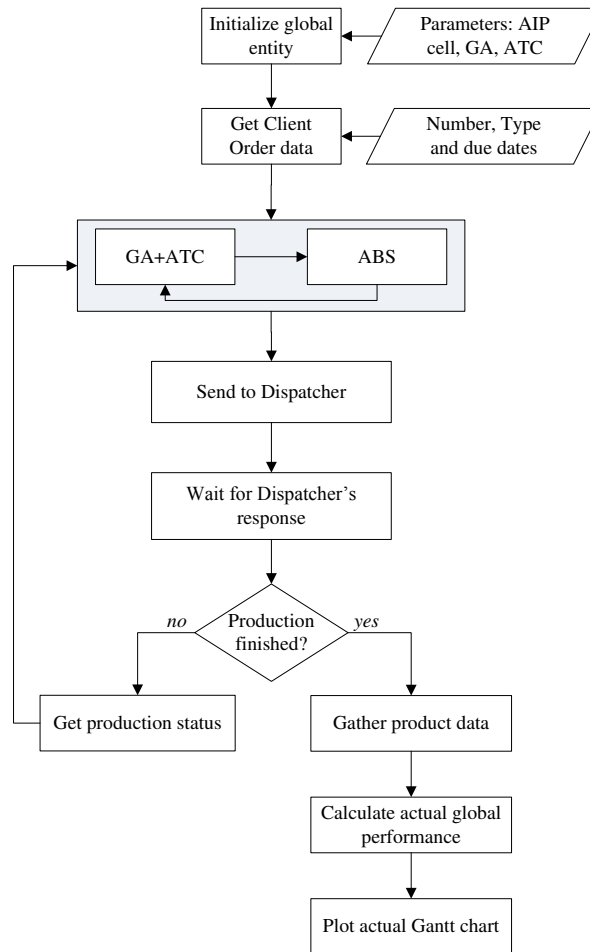 Initialize global
entity
Parameters: AIP
cell, GA, ATC
Get Client
Order data
Number, Type
and due dates
GA+ATC
ABS
Send to Dispatcher
Wait for Dispatcher’s
response
Production
finished?
no
yes
Get production status
Gather product data
Calculate actual global
performance
Plot actual Gantt chart